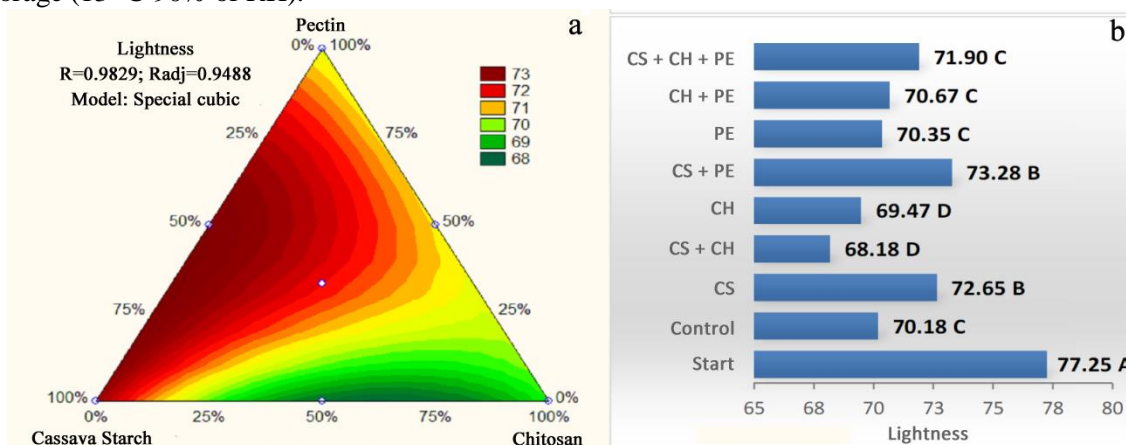 orage (15 °C 90% of RH).
Pectin
a
Lightness
R=0.9829; Radj=0.9488
Model: Special cubic
0%
100%
73
72
71
70
69
68
25%
75%
50%
50%
75%
25%
100%
0%
0%
25%
50%
75%
100%
Cassava Starch
Chitosan
b
CS + CH + PE
71.90 C
CH + PE
70.67 C
PE
70.35 C
CS + PE
73.28 B
CH
69.47 D
CS + CH
68.18 D
CS
72.65 B
Control
70.18 C
Start
77.25 A
65
68
70
73
75
78
80
Lightness